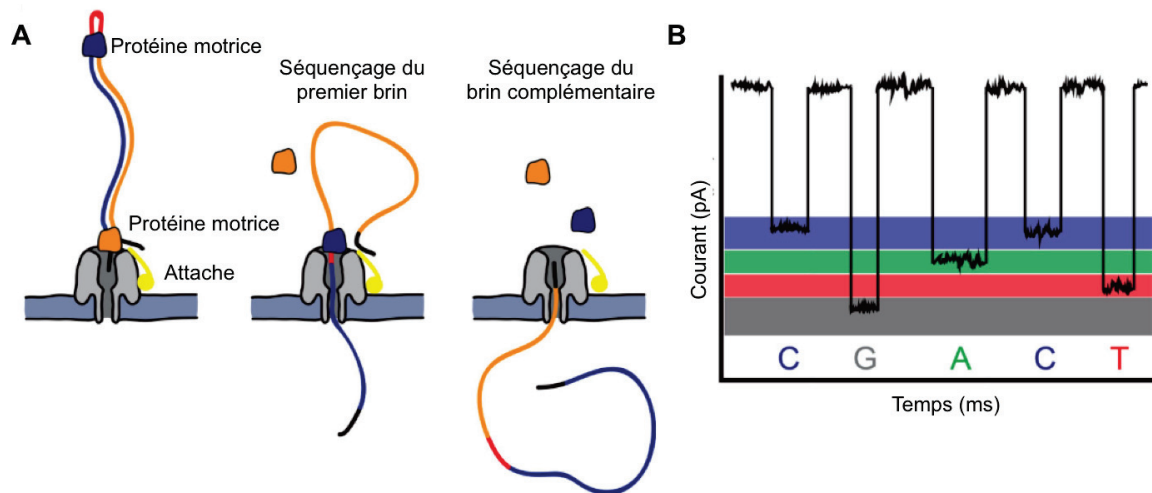 A
Protéine motrice
Séquençage du
premier brin
Séquençage du
brin complémentaire
Protéine motrice
Attache
B
Courant (pA)
C G A C T
Temps (ms)